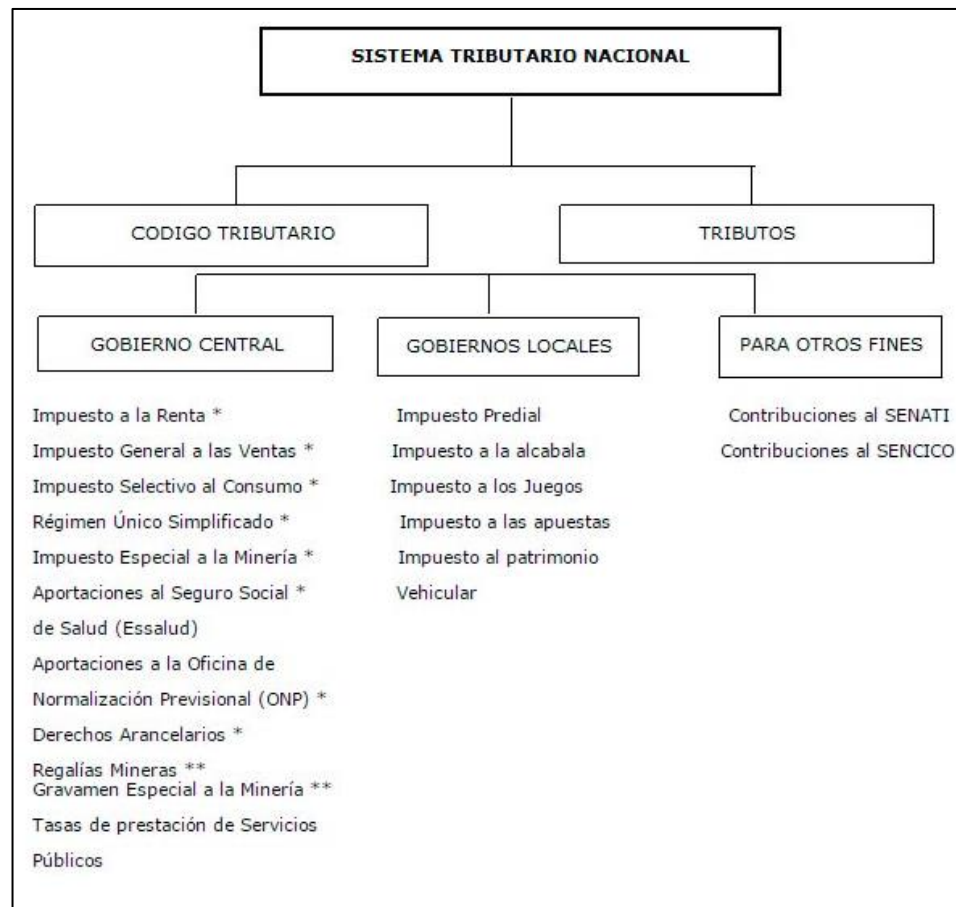 SISTEMA TRIBUTARIO NACIONAL
CODIGO TRIBUTARIO
TRIBUTOS
GOBIERNO CENTRAL
GOBIERNOS LOCALES
PARA OTROS FINES
Impuesto a la Renta *
Impuesto General a las Ventas *
Impuesto Selectivo al Consumo *
Régimen Único Simplificado *
Impuesto Especial a la Minería *
Aportaciones al Seguro Social *
de Salud (Essalud)
Aportaciones a la Oficina de
Normalización Previsional (ONP) *
Derechos Arancelarios *
Regalías Mineras **
Gravamen Especial a la Minería **
Tasas de prestación de Servicios
Públicos
Impuesto Predial
Impuesto a la alcabala
Impuesto a los Juegos
Impuesto a las apuestas
Impuesto al patrimonio
Vehicular
Contribuciones al SENATI
Contribuciones al SENCICO